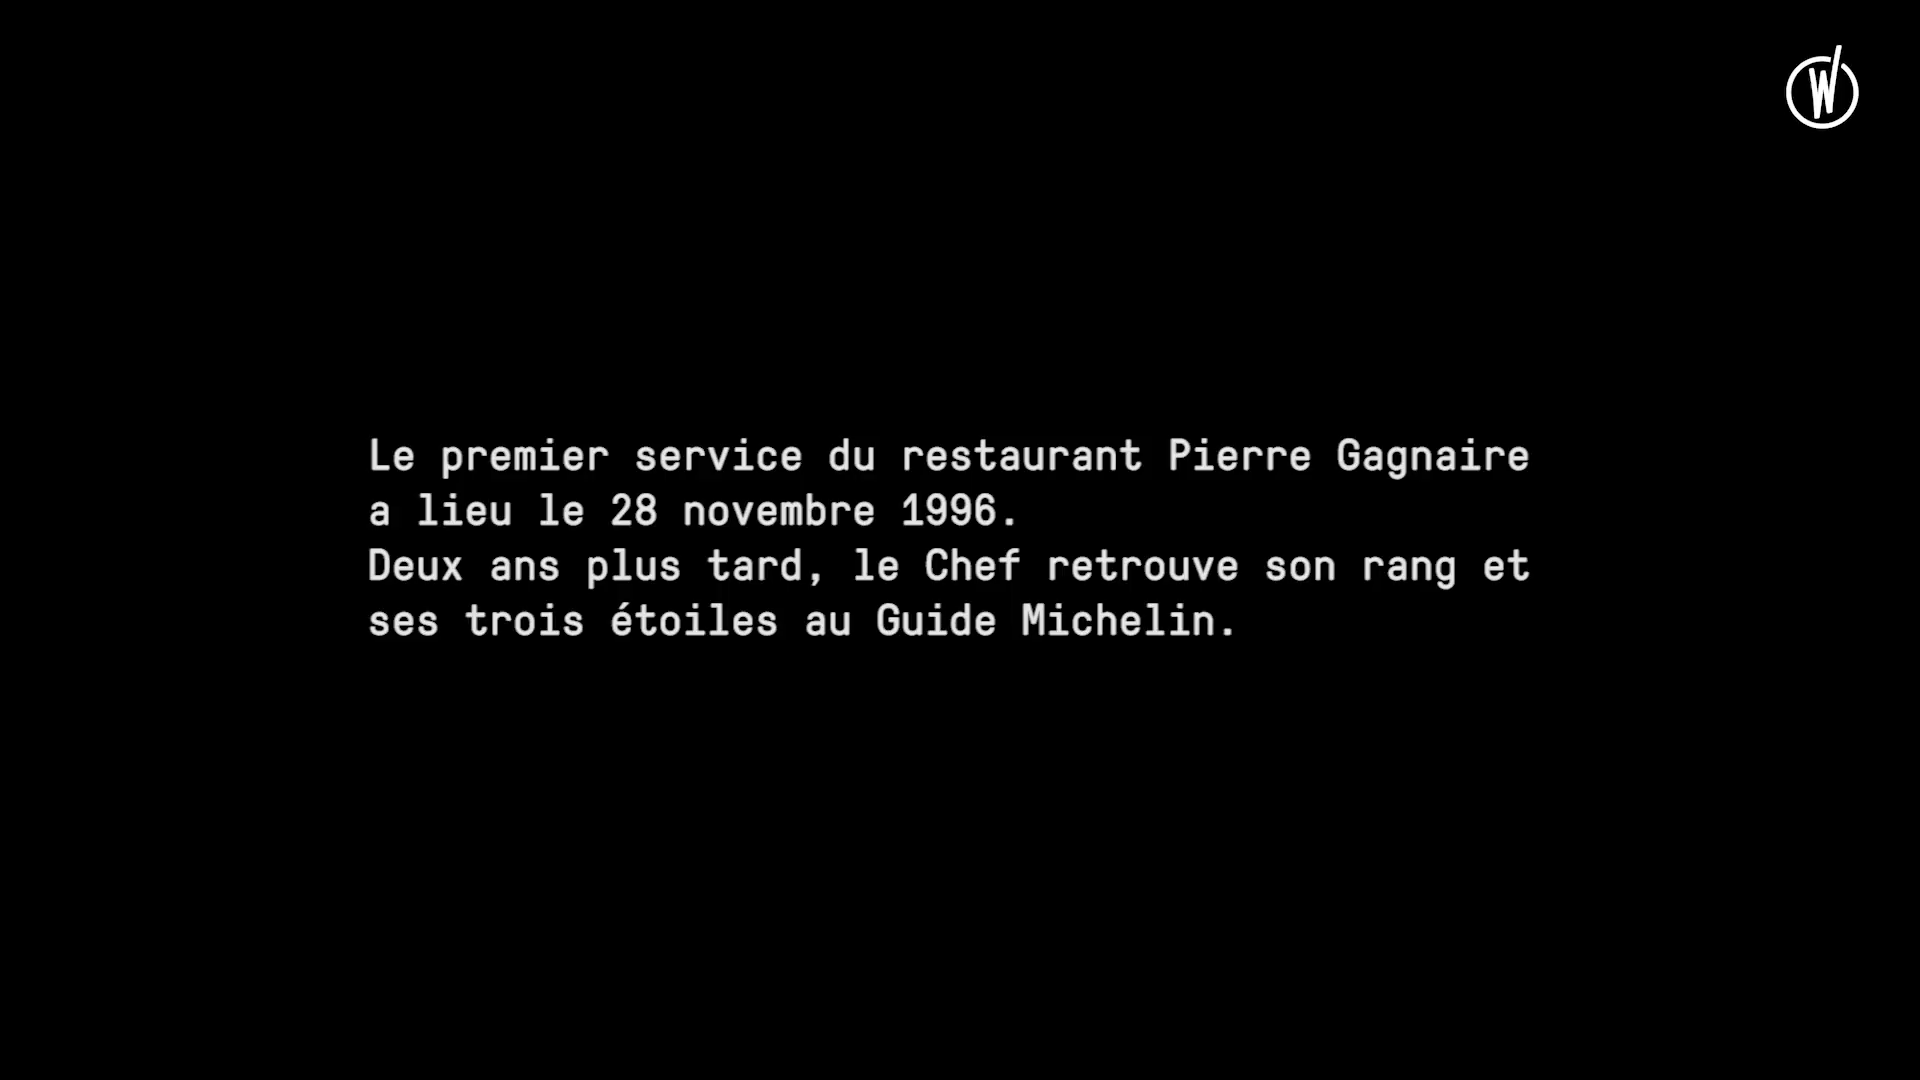 W
Le premier service du restaurant Pierre Gagnaire
a lieu le 28 novembre 1996.
Deux ans plus tard, le Chef retrouve son rang et
ses trois étoiles au Guide Michelin.